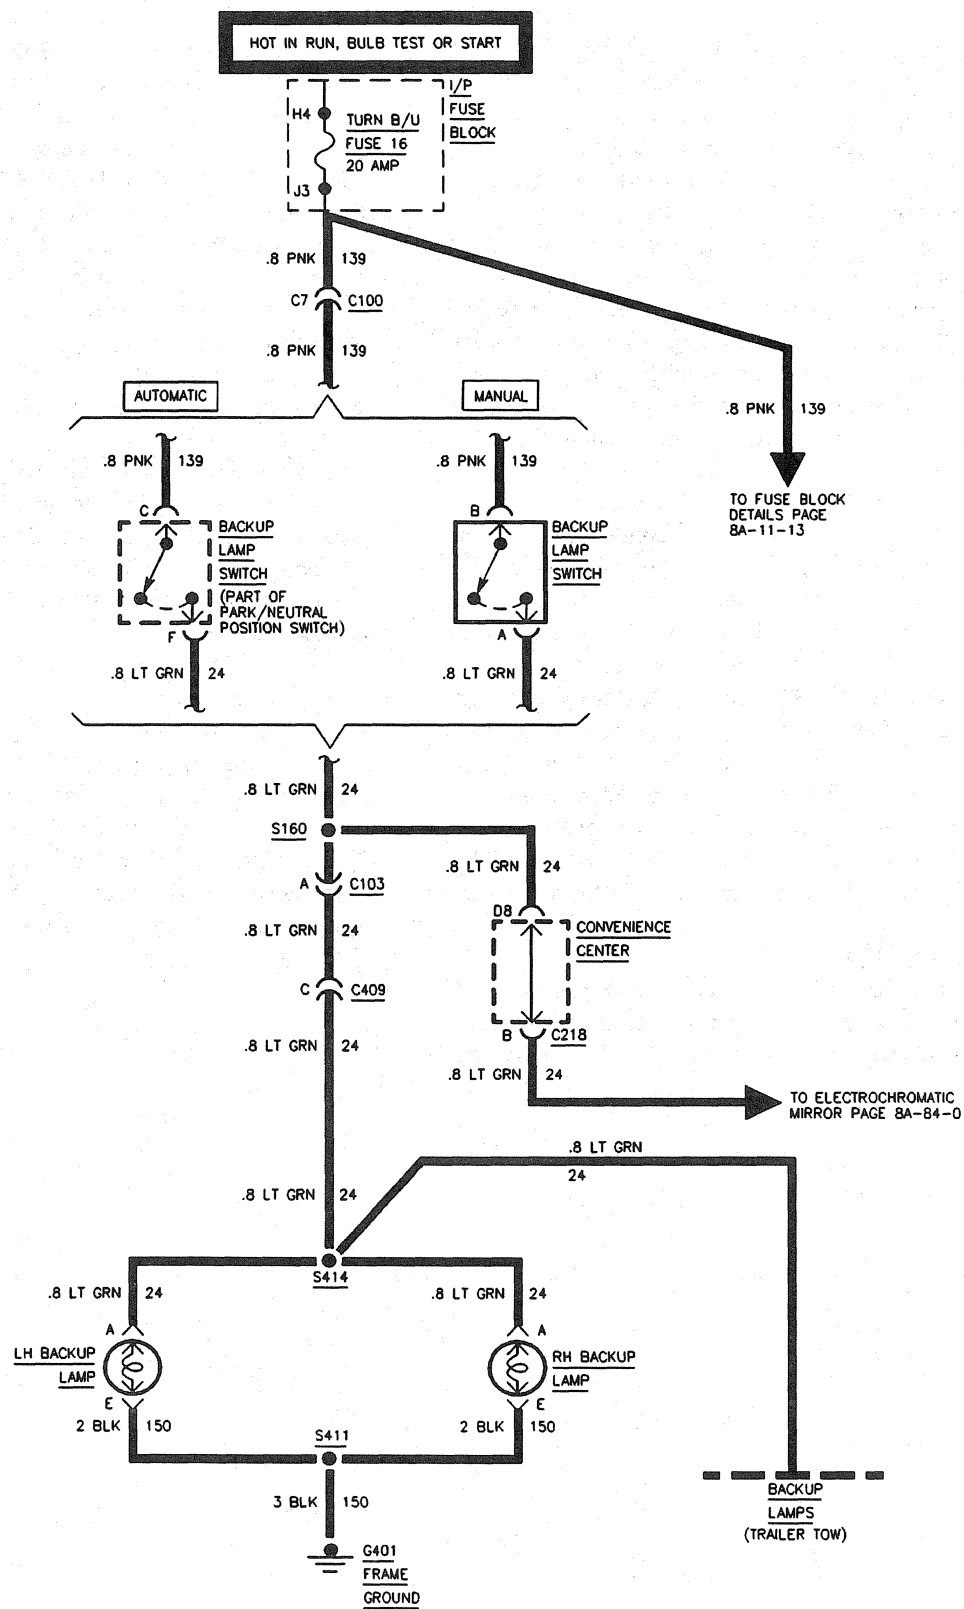 HOT IN RUN, BULB TEST OR START
I/P
FUSE
BLOCK
H4
TURN B/U
FUSE 16
20 AMP
J3
.8 PNK 139
C7 C100
.8 PNK 139
AUTOMATIC
MANUAL
.8 PNK 139
TO FUSE BLOCK
DETAILS PAGE
8A-11-13
.8 PNK 139
C
BACKUP
LAMP
SWITCH
(PART OF
PARK/NEUTRAL
POSITION SWITCH)
F
.8 LT GRN 24
.8 PNK 139
B
BACKUP
LAMP
SWITCH
A
.8 LT GRN 24
.8 LT GRN 24
S160
A C103
.8 LT GRN 24
C C409
.8 LT GRN 24
.8 LT GRN 24
D8
CONVENIENCE
CENTER
B C218
.8 LT GRN 24
TO ELECTROCHROMATIC
MIRROR PAGE 8A-84-0
.8 LT GRN
24
.8 LT GRN 24
S414
.8 LT GRN 24
A
LH BACKUP
LAMP
E
2 BLK 150
.8 LT GRN 24
A
RH BACKUP
LAMP
E
2 BLK 150
S411
3 BLK 150
G401
FRAME
GROUND
BACKUP
LAMPS
(TRAILER TOW)